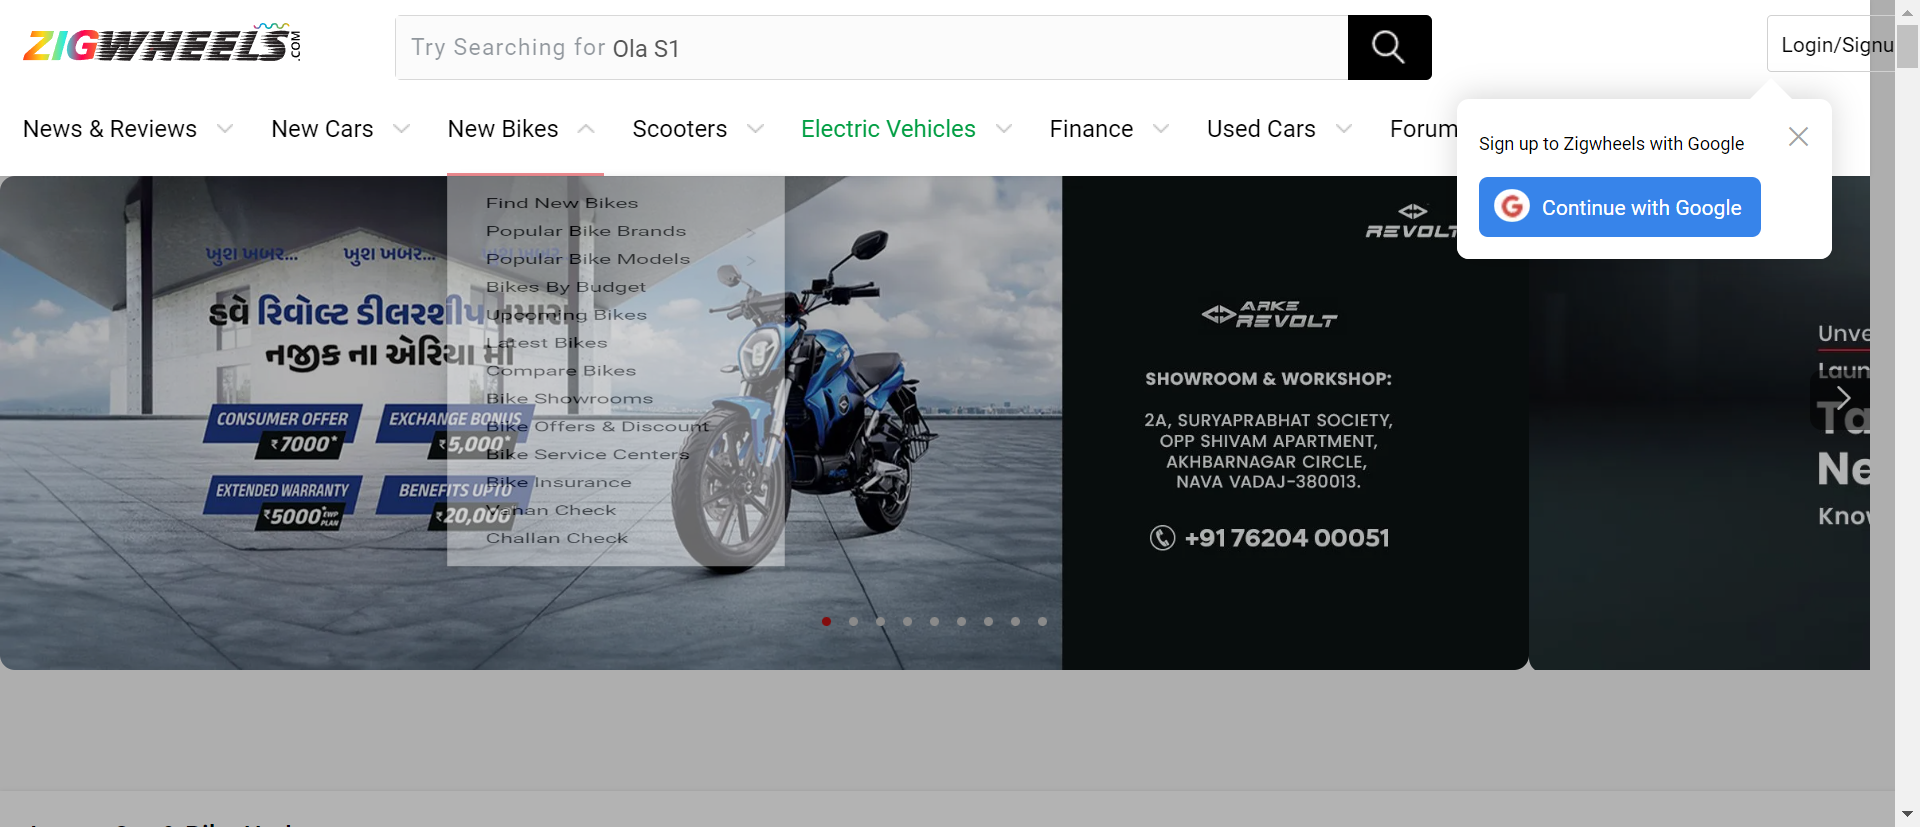 ZIGWHEELS.COM
Try Searching for Ola S1
Login/Signu
News & Reviews
New Cars
New Bikes
Scooters
Electric Vehicles
Finance
Used Cars
Forum
Sign up to Zigwheels with Google
Continue with Google
Find New Bikes
Popular Bike Brands
Popular Bike Models
Bikes By Budget
Upcoming Bikes
Latest Bikes
Compare Bikes
Bike Showrooms
Bike Offers & Discount
Bike Service Centers
Bike Insurance
Vahan Check
Challan Check
ખુશ ખબર... ખુશ ખબર... ખુશ ખબર...
હવે રિવોલ્ટ ડીલરશીપ તમારા
નજીક ના એરિયા માં
CONSUMER OFFER
₹7000*
EXCHANGE BONUS
₹5,000*
EXTENDED WARRANTY
₹5000* EWP PLAN
BENEFITS UPTO
₹20,000*
REVOLT
ARKE
REVOLT
SHOWROOM & WORKSHOP:
2A, SURYAPRABHAT SOCIETY,
OPP SHIVAM APARTMENT,
AKHBARNAGAR CIRCLE,
NAVA VADAJ-380013.
+91 76204 00051
Unve
Laun
Ta
Ne
Know